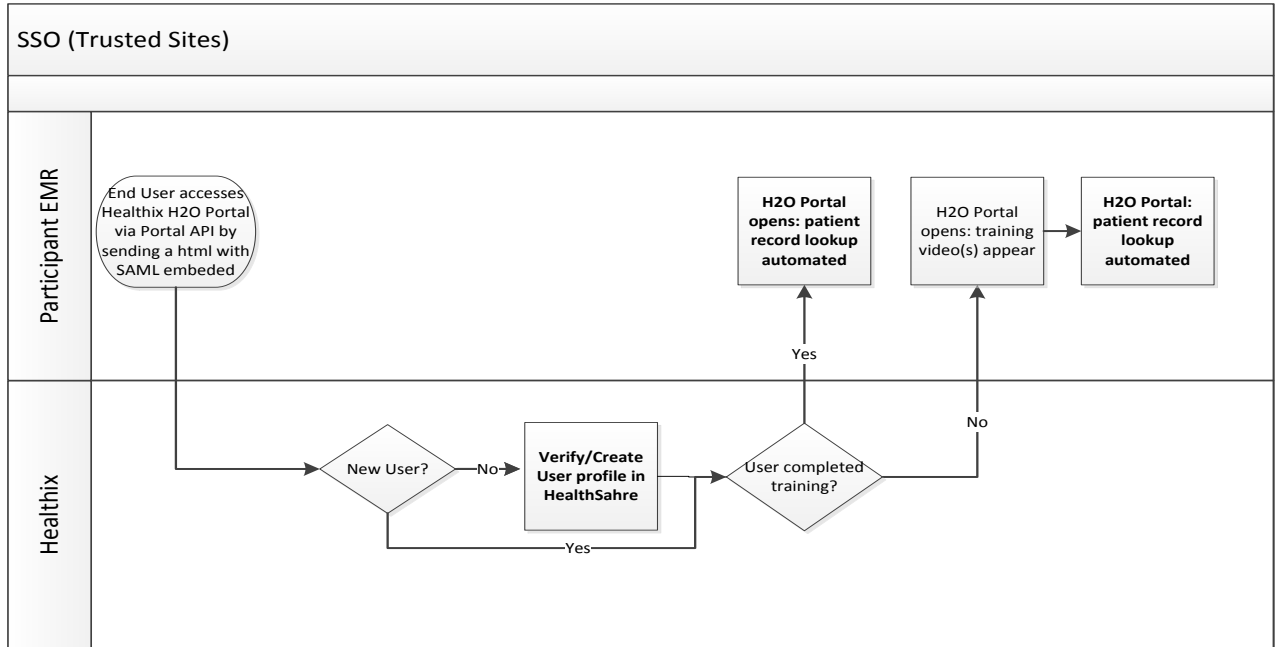 SSO (Trusted Sites)
Participant EMR
End User accesses
Healthix H2O Portal
via Portal API by
sending a html with
SAML embeded
H2O Portal
opens: patient
record lookup
automated
H2O Portal
opens: training
video(s) appear
H2O Portal:
patient record
lookup
automated
Yes
No
Healthix
New User?
No
Verify/Create
User profile in
HealthSahre
User completed
training?
Yes